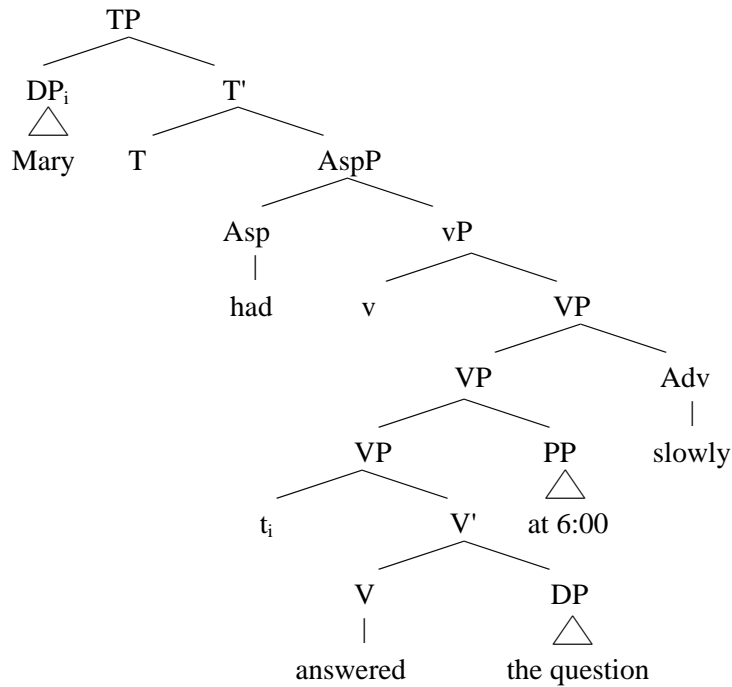 TP
DPᵢ T'
Mary T AspP
Asp vP
had v VP
VP Adv
VP PP slowly
tᵢ V' at 6:00
V DP
answered the question